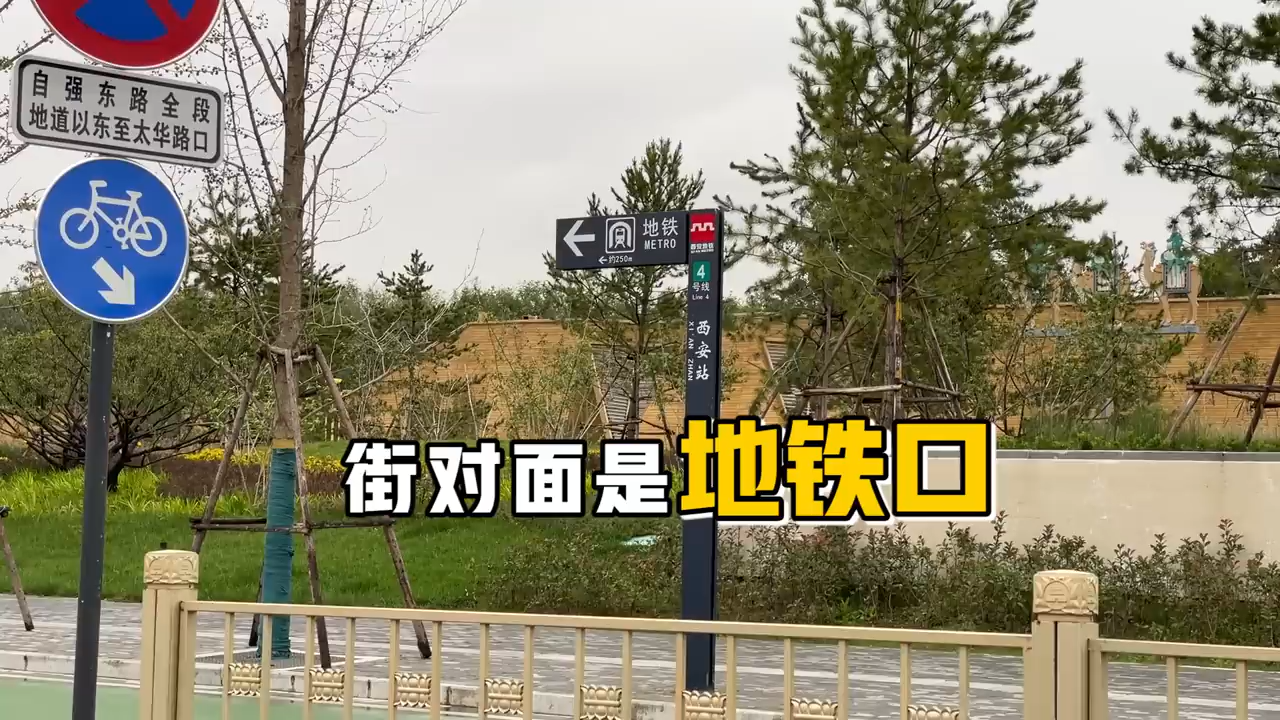 自强东路全段
地道以东至太华路口
地铁
METRO
约250m
西安地铁
4
号线
Line 4
西安站
XI'AN ZHAN
街对面是地铁口